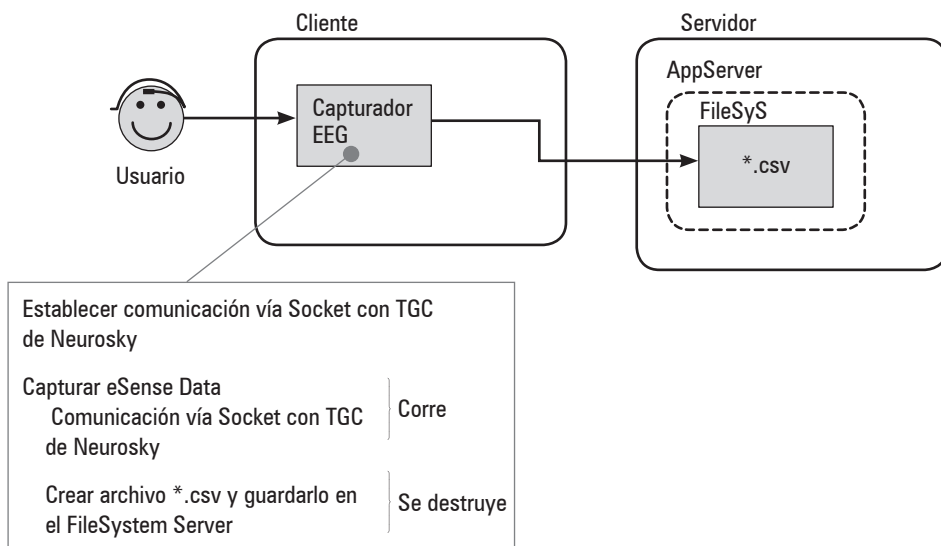 Cliente
Servidor
AppServer
FileSyS
Capturador
EEG
*.csv
Usuario
Establecer comunicación vía Socket con TGC
de Neurosky
Capturar eSense Data
Comunicación vía Socket con TGC
de Neurosky
Corre
Crear archivo *.csv y guardarlo en
el FileSystem Server
Se destruye